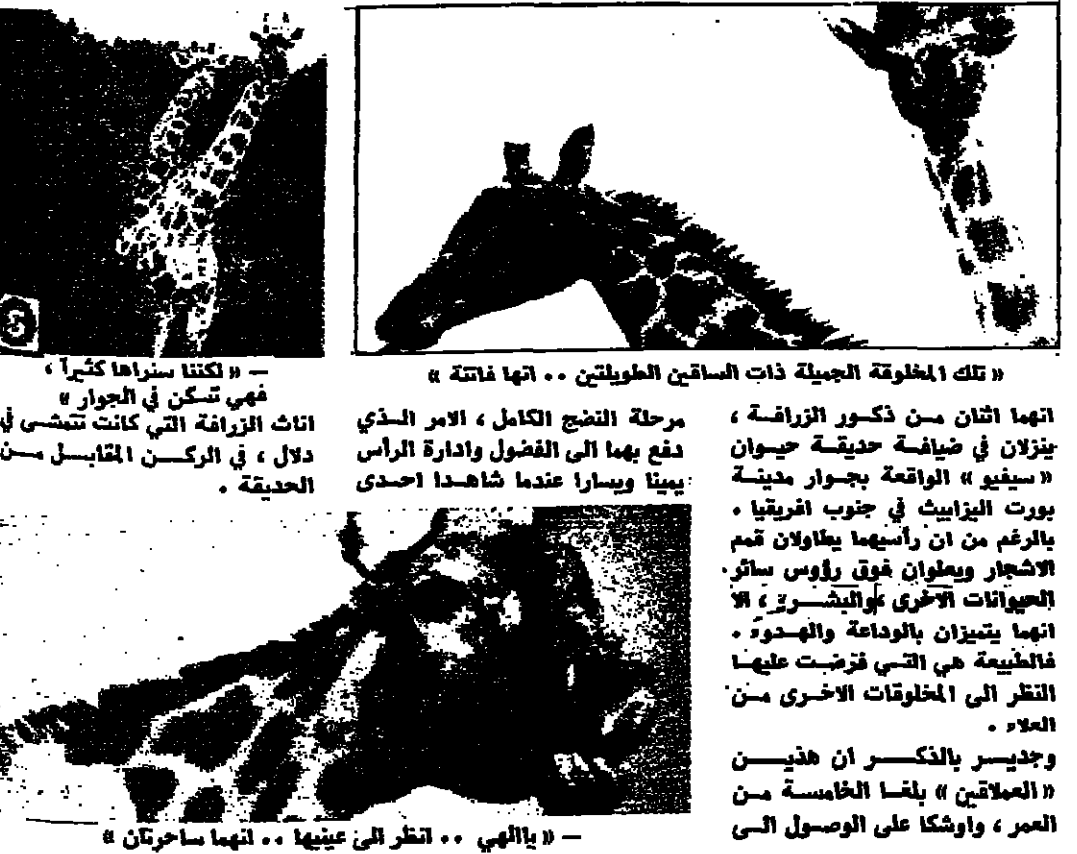 « تلك المخلوقة الجميلة ذات الساقين الطويلتين .. انها فاتنة »
— « لكننا سنراها كثيراً ،
فهي تسكن في الجوار »
انهما اثنان من ذكور الزرافة ،
ينزلان في ضيافة حديقة حيوان
« سيفيو » الواقعة بجوار مدينة
بورت اليزابيث في جنوب افريقيا .
بالرغم من ان رأسيهما يطاولان قمم
الاشجار ويعلوان فوق رؤوس سائر
الحيوانات الاخرى والبشر ، الا
انهما يتميزان بالوداعة والهدوء .
فالطبيعة هي التي فرضت عليها
النظر الى المخلوقات الاخرى من
العلاء .
وجدير بالذكر ان هذين
« العملاقين » بلغا الخامسة من
العمر ، واوشكا على الوصول الى
مرحلة النضج الكامل ، الامر الذي
دفع بهما الى الفضول وادارة الرأس
يمينا ويسارا عندما شاهدا احدى
اناث الزرافة التي كانت تتمشى في
دلال ، في الركن المقابل من
الحديقة .
— « ياالهي .. انظر الى عينيها .. انهما ساحرتان »